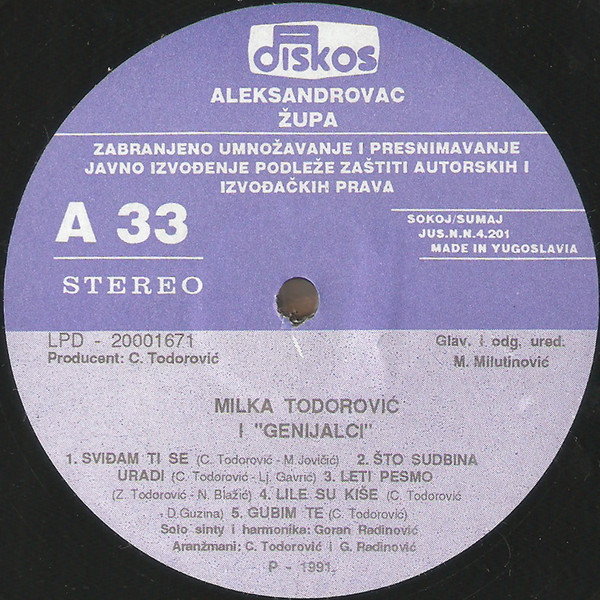 DISKOS
ALEKSANDROVAC
ŽUPA
ZABRANJENO UMNOŽAVANJE I PRESNIMAVANJE
JAVNO IZVOĐENJE PODLEŽE ZAŠTITI AUTORSKIH I
IZVOĐAČKIH PRAVA
A 33
STEREO
SOKOJ/SUMAJ
JUS.N.N.4.201
MADE IN YUGOSLAVIA
LPD - 20001671
Producent: C. Todorović
Glav. i odg. ured.
M. Milutinović
MILKA TODOROVIĆ
I "GENIJALCI"
1. SVIĐAM TI SE (C. Todorović - M.Jovičić) 2. ŠTO SUDBINA
URADI (C. Todorović - Lj. Gavrić) 3. LETI PESMO
(Z. Todorović - N. Blažić) 4. LILE SU KIŠE (C. Todorović
D.Guzina) 5. GUBIM TE (C. Todorović)
Solo sinty i harmonika: Goran Radinović
Aranžmani: C. Todorović i G. Radinović
P - 1991.